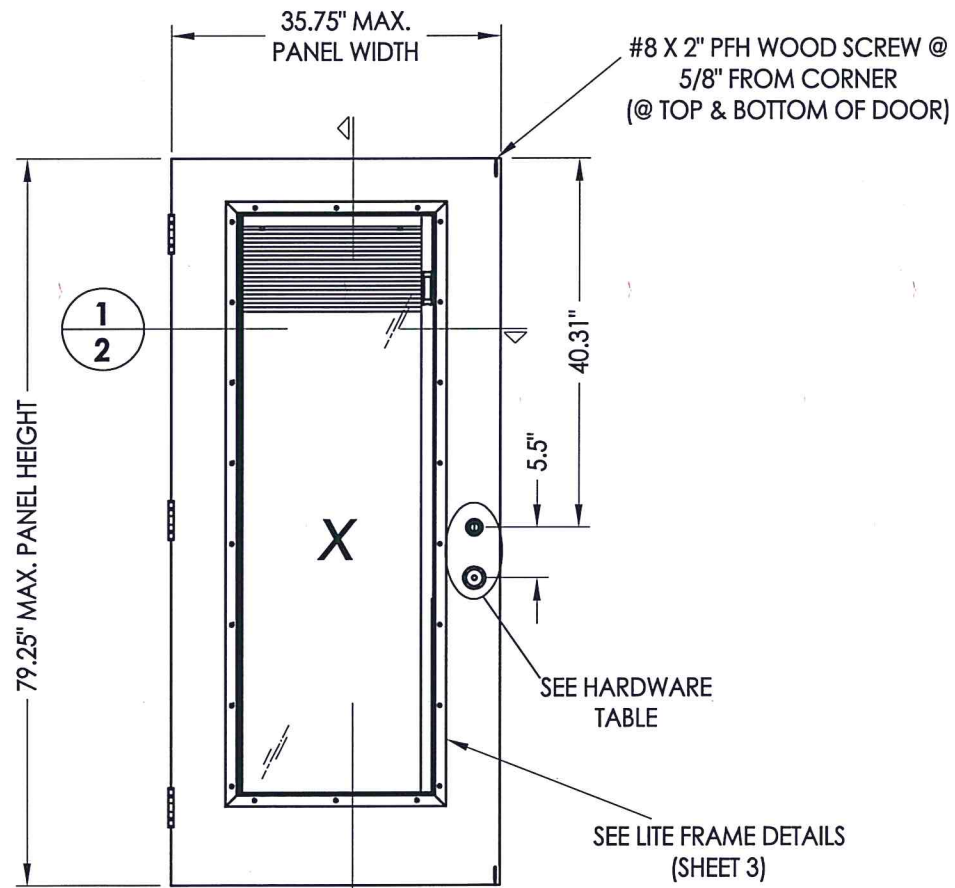 35.75" MAX.
PANEL WIDTH
#8 X 2" PFH WOOD SCREW @
5/8" FROM CORNER
(@ TOP & BOTTOM OF DOOR)
1
2
79.25" MAX. PANEL HEIGHT
40.31"
5.5"
X
SEE HARDWARE
TABLE
SEE LITE FRAME DETAILS
(SHEET 3)